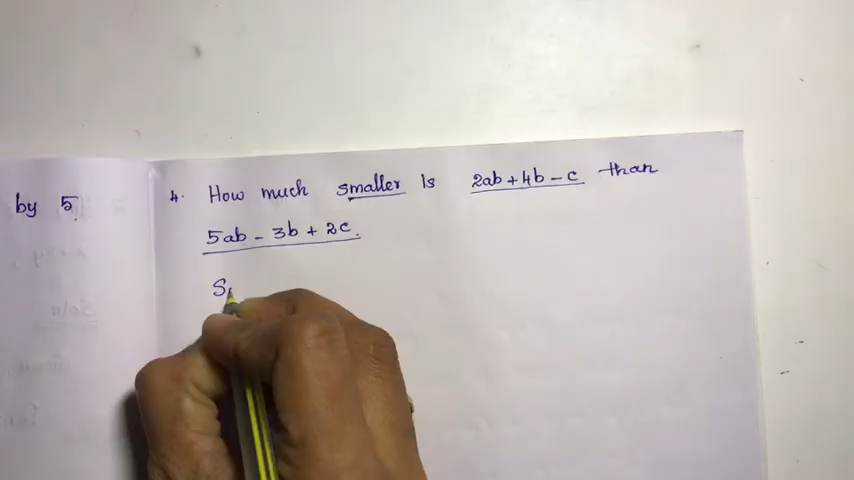 by 5.
4. How much smaller is 2ab + 4b - c than
5ab - 3b + 2c.